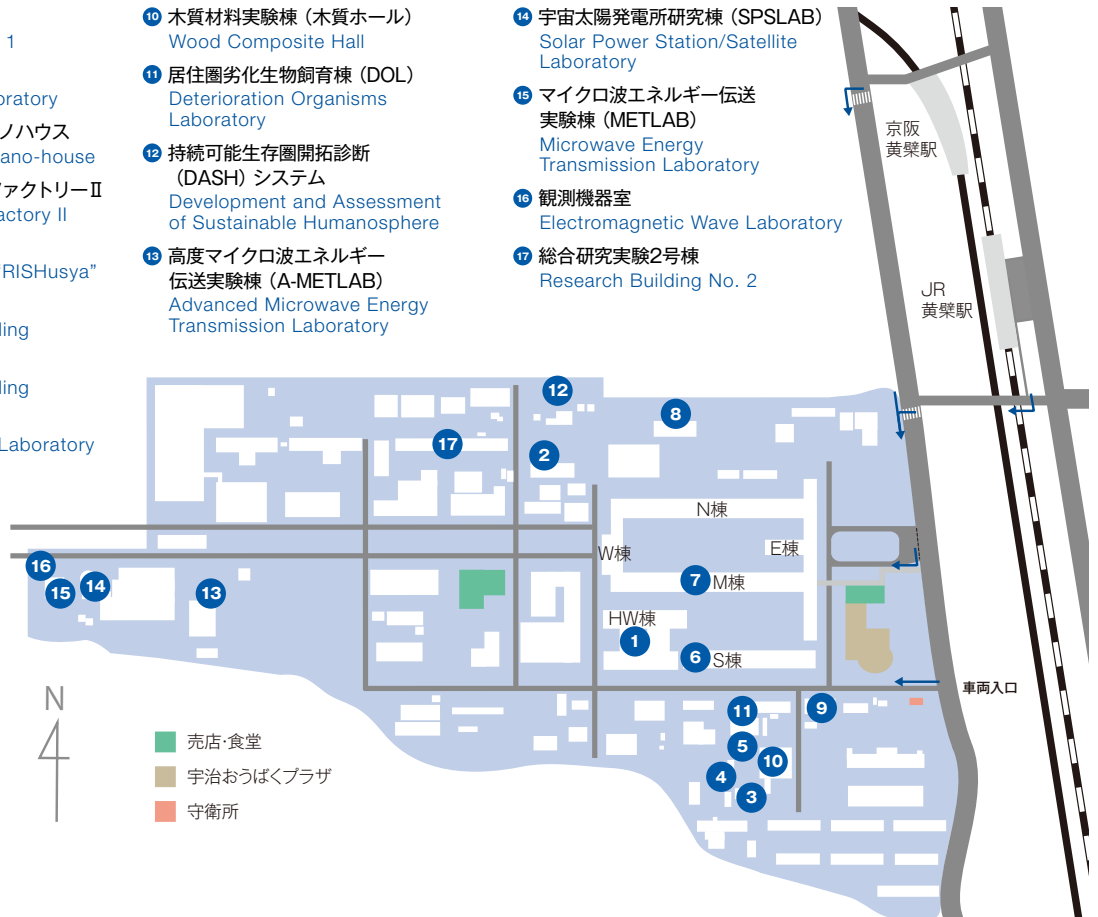 1
oratory
ノハウス
ano-house
ファクトリーⅡ
actory II
“RISHusya”
ding
ding
Laboratory
10 木質材料実験棟（木質ホール）
Wood Composite Hall
11 居住圏劣化生物飼育棟（DOL）
Deterioration Organisms
Laboratory
12 持続可能生存圏開拓診断
（DASH）システム
Development and Assessment
of Sustainable Humanosphere
13 高度マイクロ波エネルギー
伝送実験棟（A-METLAB）
Advanced Microwave Energy
Transmission Laboratory
14 宇宙太陽発電所研究棟（SPSLAB）
Solar Power Station/Satellite
Laboratory
15 マイクロ波エネルギー伝送
実験棟（METLAB）
Microwave Energy
Transmission Laboratory
16 観測機器室
Electromagnetic Wave Laboratory
17 総合研究実験2号棟
Research Building No. 2
京阪
黄檗駅
JR
黄檗駅
12
8
17
2
N棟
W棟
E棟
16
15
14
13
7 M棟
HW棟
1
6 S棟
車両入口
11
9
5
10
4
3
N
売店・食堂
宇治おうばくプラザ
守衛所